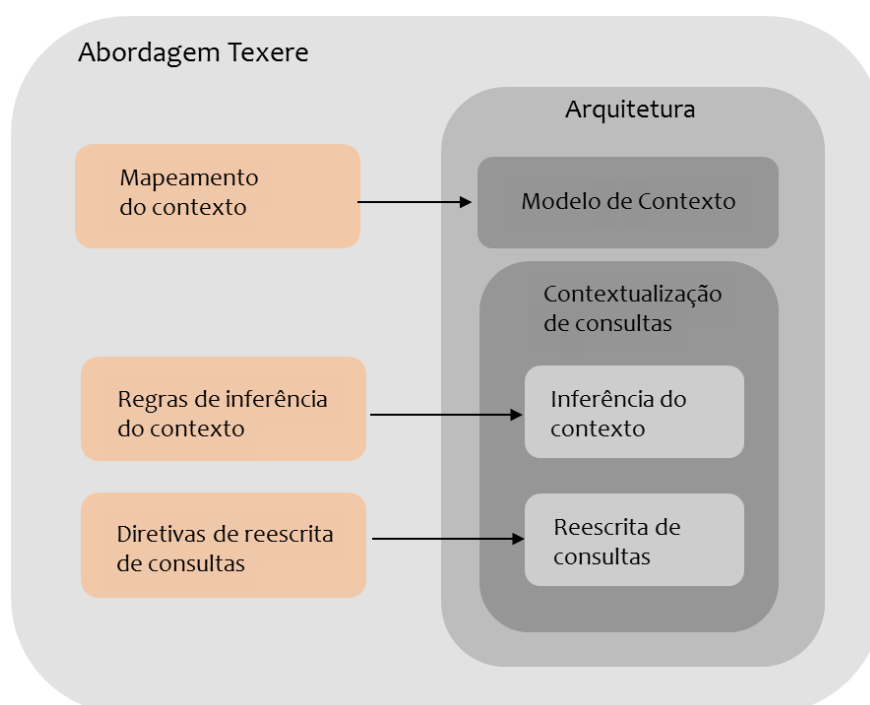 Abordagem Texere
Arquitetura
Mapeamento
do contexto
Modelo de Contexto
Contextualização
de consultas
Regras de inferência
do contexto
Inferência do
contexto
Diretivas de reescrita
de consultas
Reescrita de
consultas